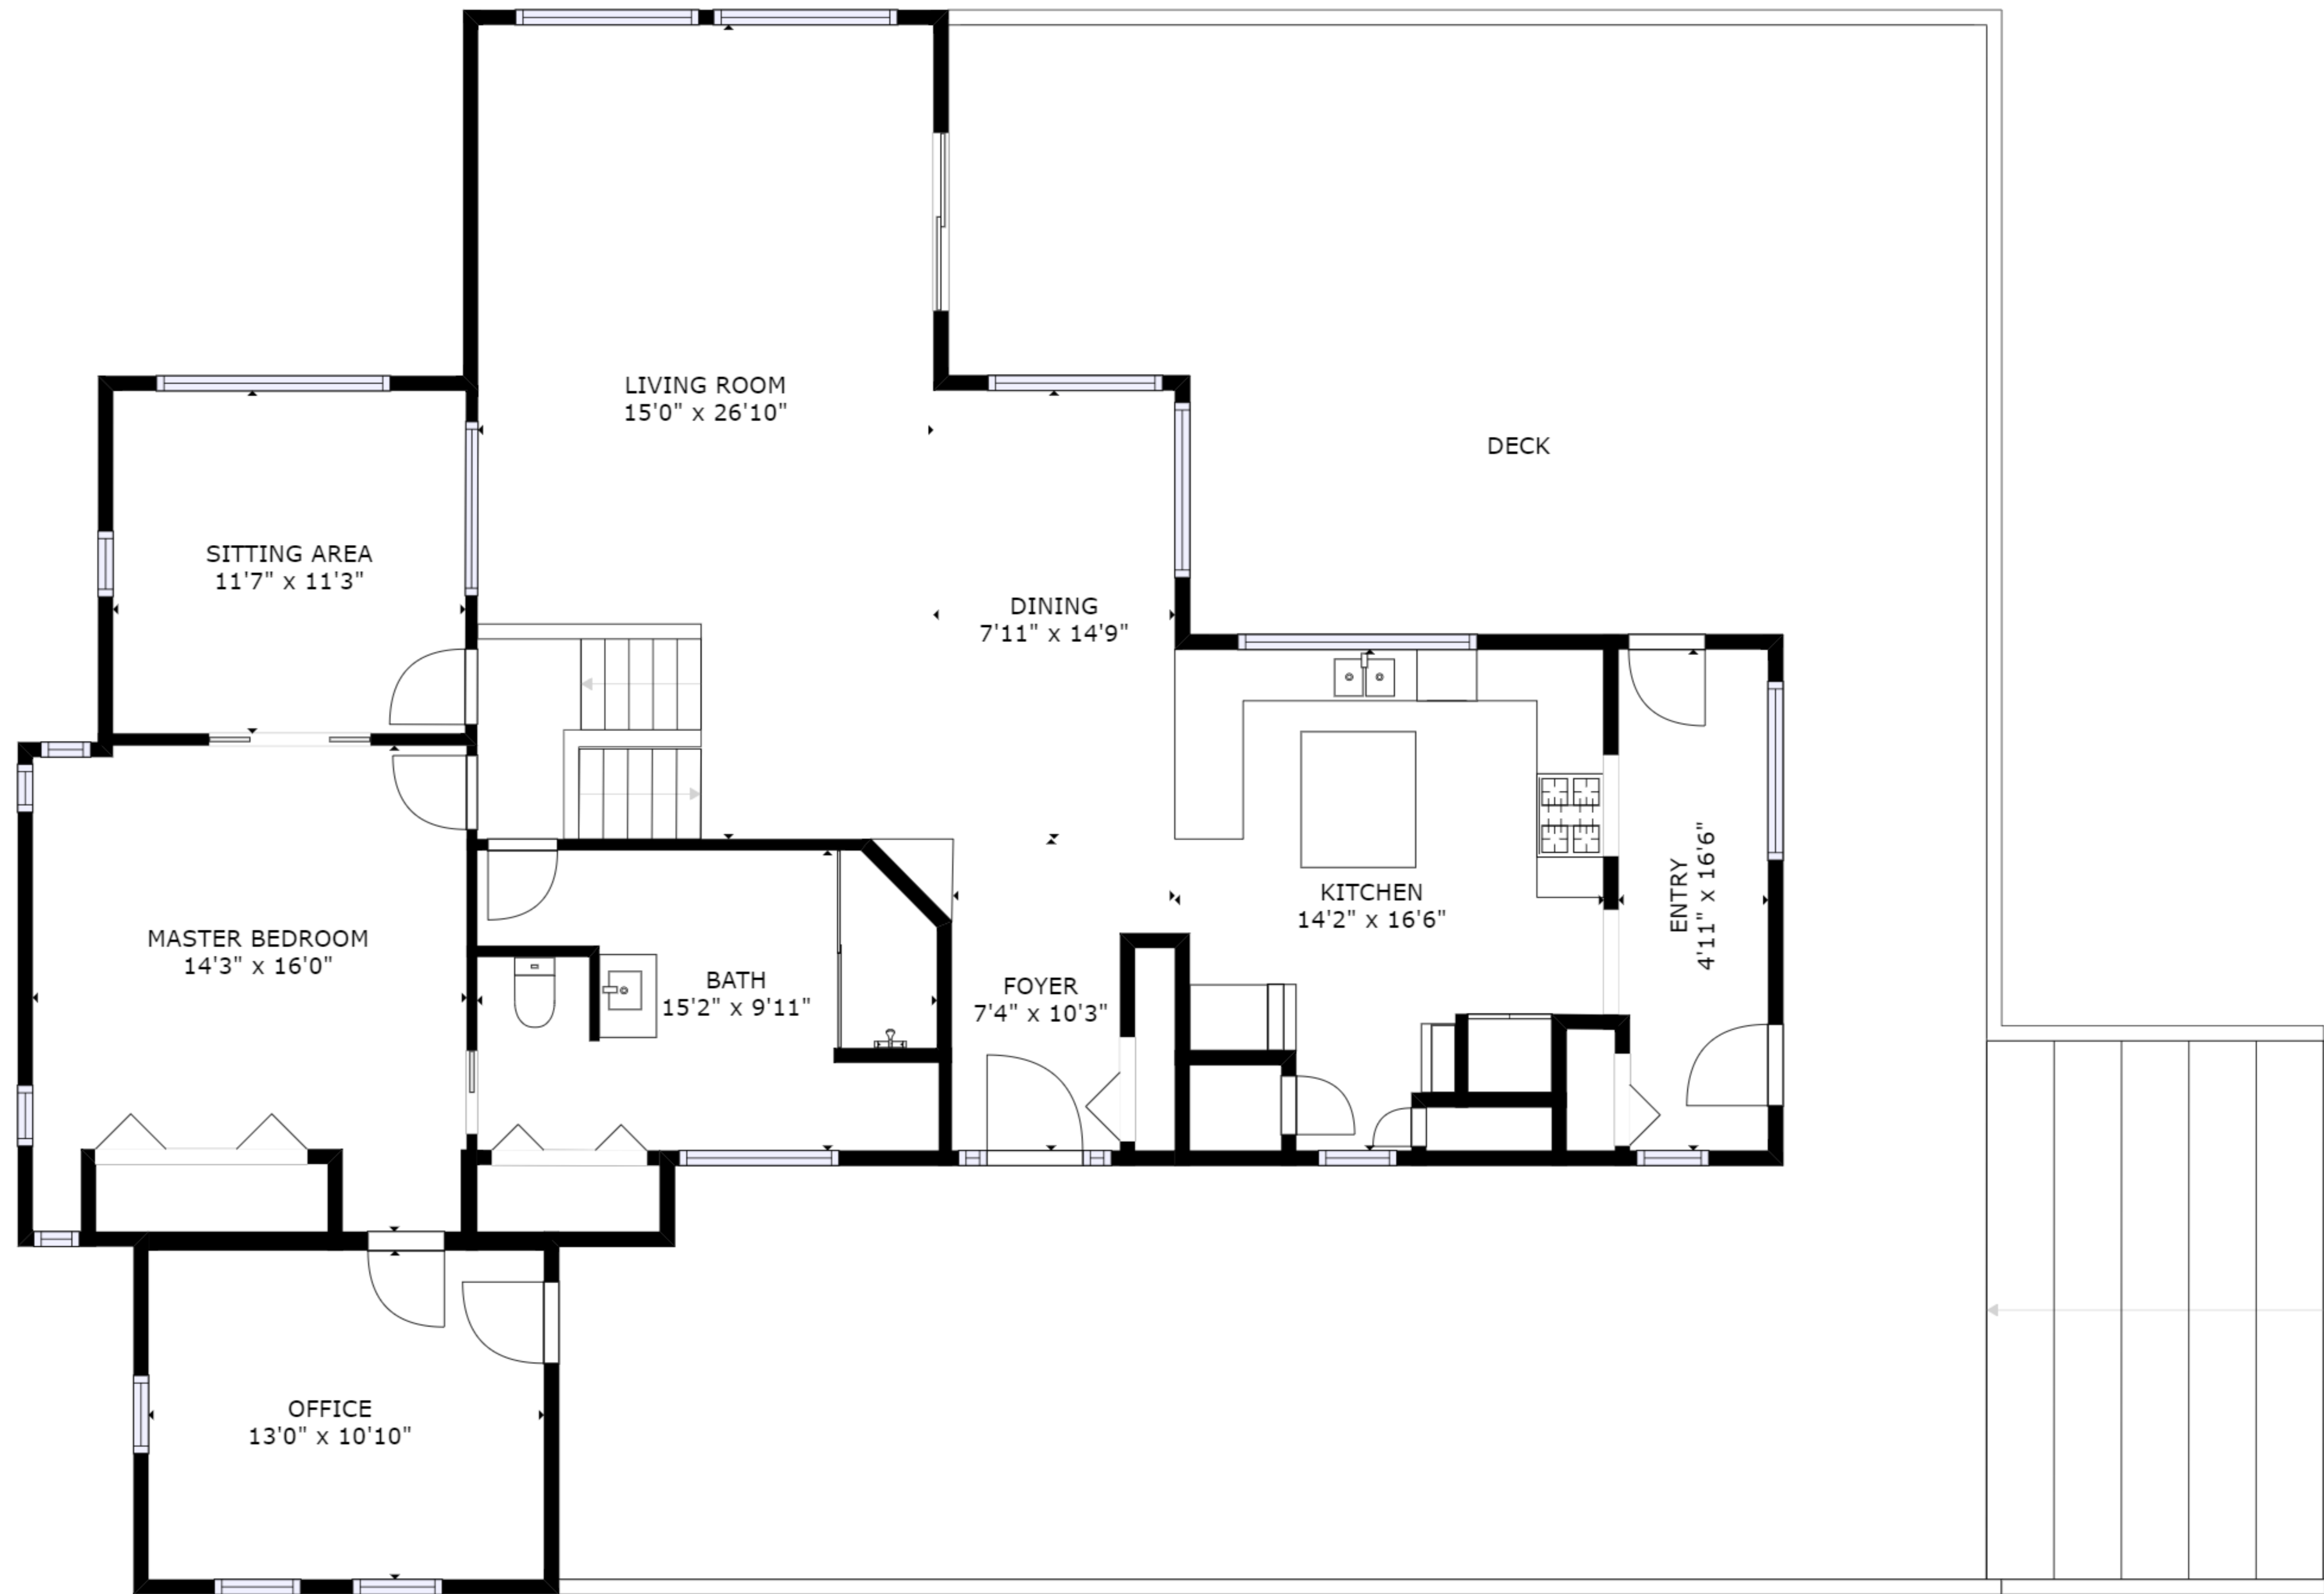 LIVING ROOM
15'0" x 26'10"
DECK
SITTING AREA
11'7" x 11'3"
DINING
7'11" x 14'9"
KITCHEN
14'2" x 16'6"
ENTRY
4'11" x 16'6"
MASTER BEDROOM
14'3" x 16'0"
BATH
15'2" x 9'11"
FOYER
7'4" x 10'3"
OFFICE
13'0" x 10'10"